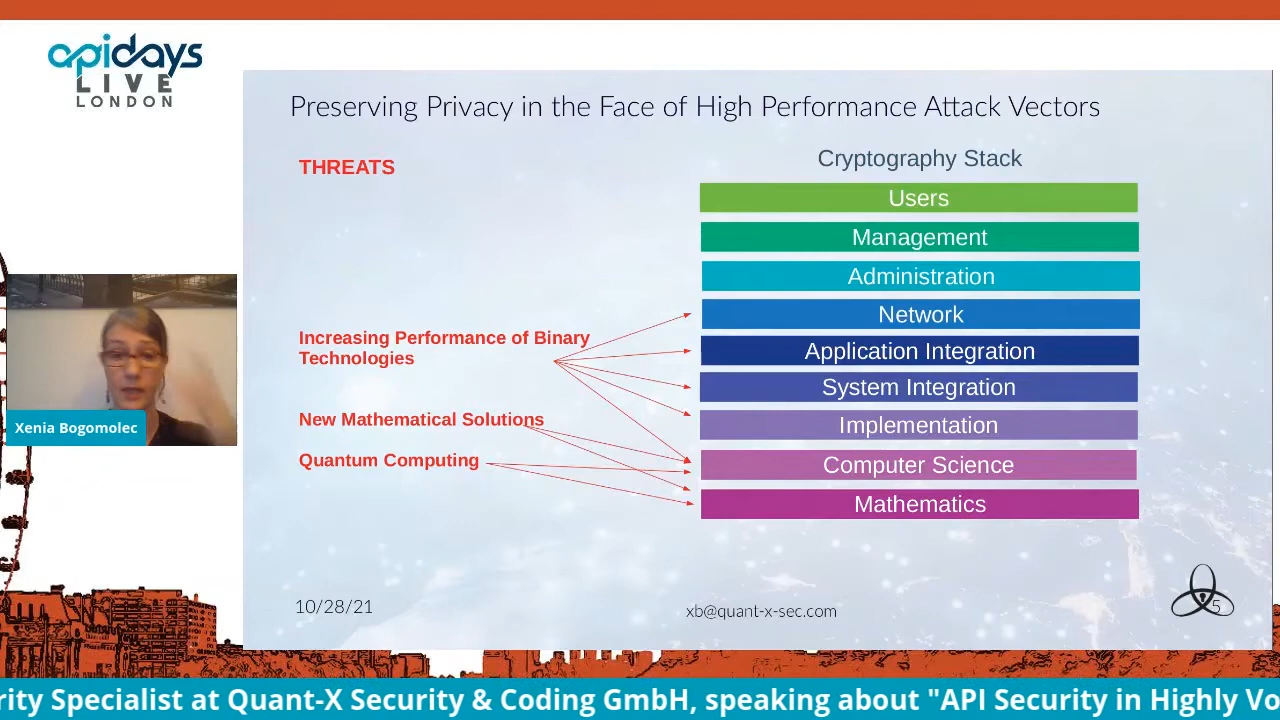 apidays
LIVE
LONDON
Preserving Privacy in the Face of High Performance Attack Vectors
THREATS
Cryptography Stack
Users
Management
Administration
Network
Increasing Performance of Binary
Technologies
Application Integration
System Integration
New Mathematical Solutions
Implementation
Quantum Computing
Computer Science
Mathematics
Xenia Bogomolec
10/28/21
xb@quant-x-sec.com
5
rity Specialist at Quant-X Security & Coding GmbH, speaking about "API Security in Highly Vo